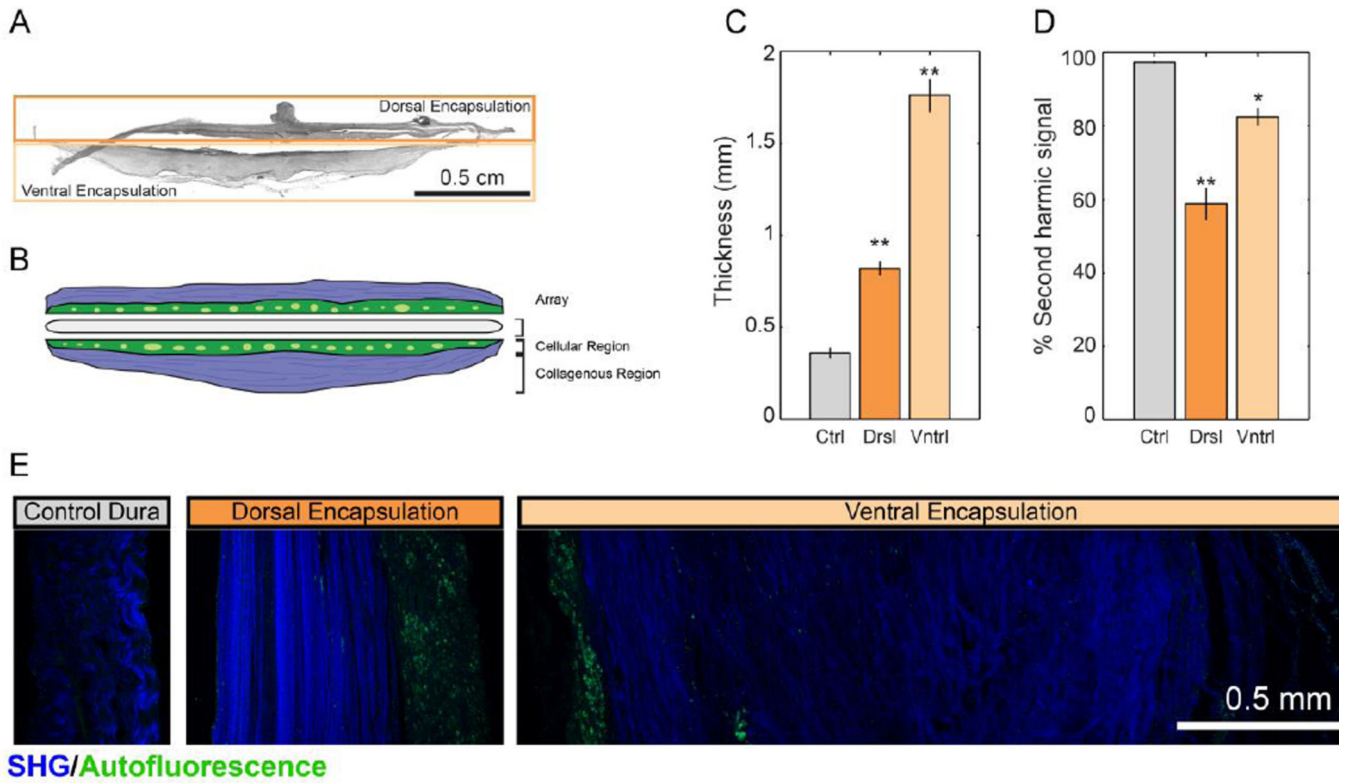 A
Dorsal Encapsulation
Ventral Encapsulation
0.5 cm
B
Array
Cellular Region
Collagenous Region
C
Thickness (mm)
2
1.5
1
0.5
0
**
**
Ctrl Drsl Vntrl
D
% Second harmic signal
100
80
60
40
20
0
**
*
Ctrl Drsl Vntrl
E
Control Dura
Dorsal Encapsulation
Ventral Encapsulation
0.5 mm
SHG/Autofluorescence